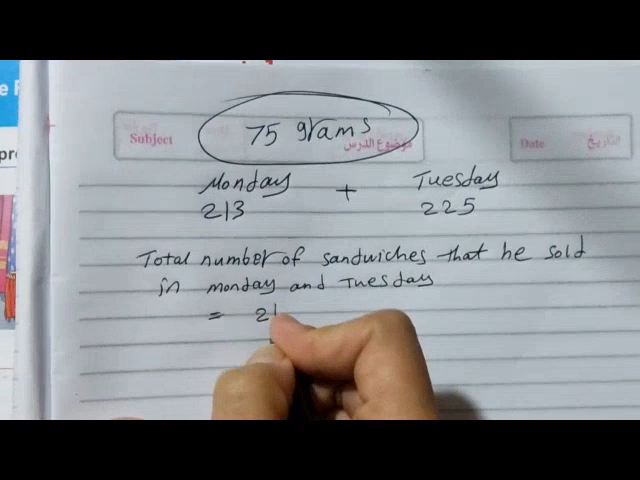 75 grams
Subject موضوع الدرس Date التاريخ
Monday + Tuesday
213 225
Total number of sandwiches that he sold
in monday and Tuesday
= 21